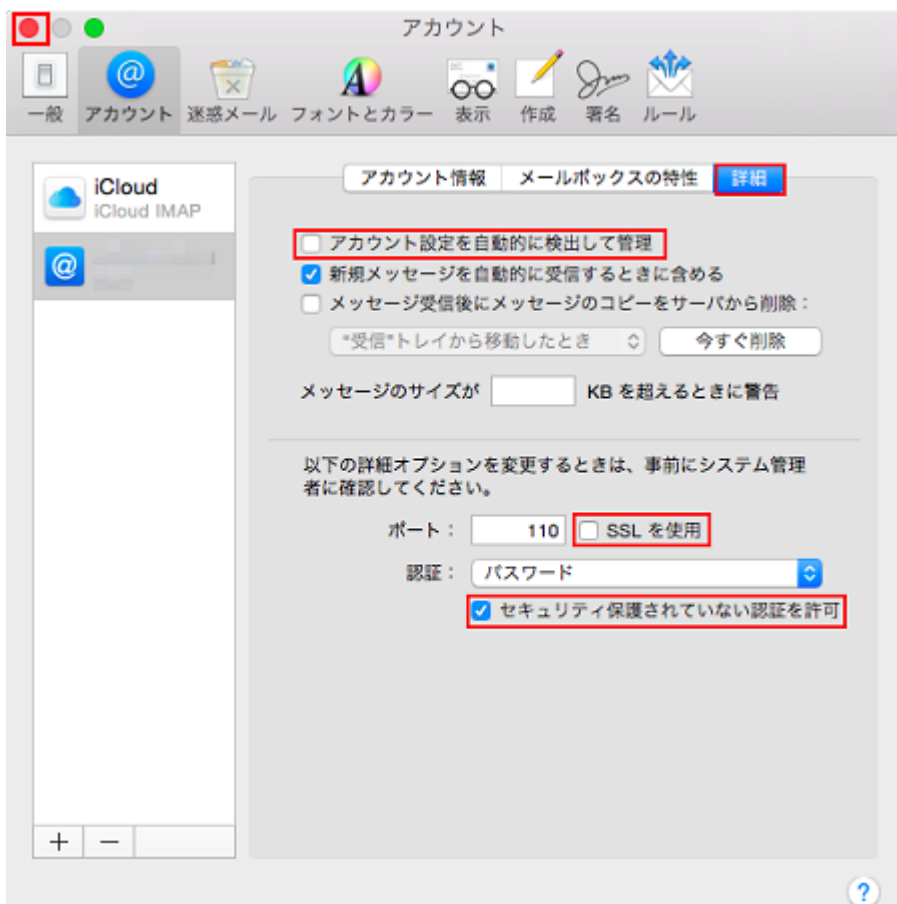 アカウント
一般 アカウント 迷惑メール フォントとカラー 表示 作成 署名 ルール
iCloud
iCloud IMAP
アカウント情報 メールボックスの特性 詳細
アカウント設定を自動的に検出して管理
新規メッセージを自動的に受信するときに含める
メッセージ受信後にメッセージのコピーをサーバから削除：
"受信"トレイから移動したとき 今すぐ削除
メッセージのサイズが KB を超えるときに警告
以下の詳細オプションを変更するときは、事前にシステム管理
者に確認してください。
ポート： 110 SSL を使用
認証： パスワード
セキュリティ保護されていない認証を許可